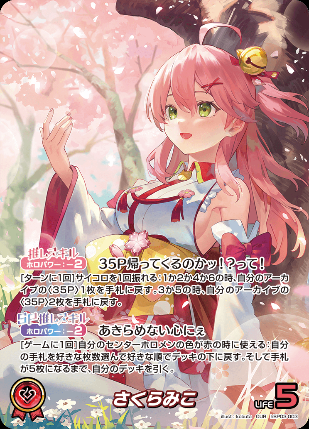 推しスキル
ホロパワー：-2
35P帰ってくるのかッ！？って！
[ターンに1回]サイコロを1回振れる：1か2か4か6の時、自分のアーカ
イブの〈35P〉1枚を手札に戻す。3か5の時、自分のアーカイブの
〈35P〉2枚を手札に戻す。
SP推しスキル
ホロパワー：-2
あきらめない心にぇ
[ゲームに1回]自分のセンターホロメンの色が赤の時に使える：自分
の手札を好きな枚数選んで好きな順でデッキの下に戻す。そして手札
が5枚になるまで、自分のデッキを引く。
さくらみこ
LIFE 5